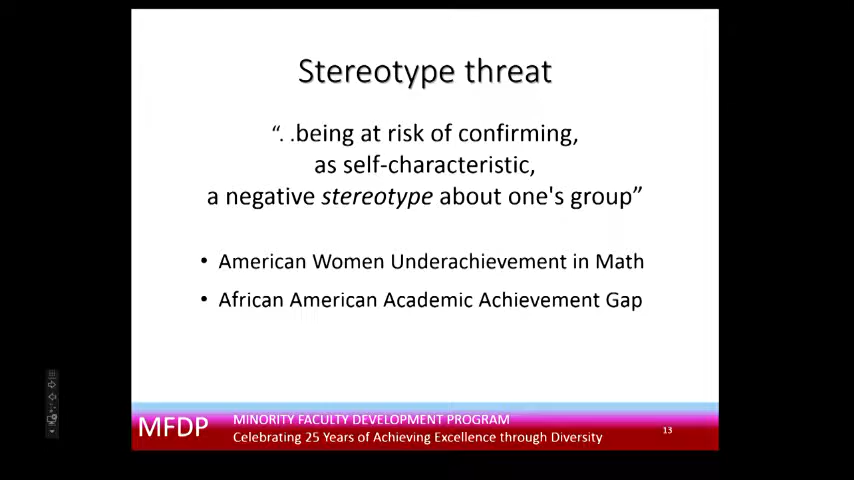 Stereotype threat
“. .being at risk of confirming,
as self-characteristic,
a negative stereotype about one's group”
• American Women Underachievement in Math
• African American Academic Achievement Gap
MFDP
MINORITY FACULTY DEVELOPMENT PROGRAM
Celebrating 25 Years of Achieving Excellence through Diversity
13